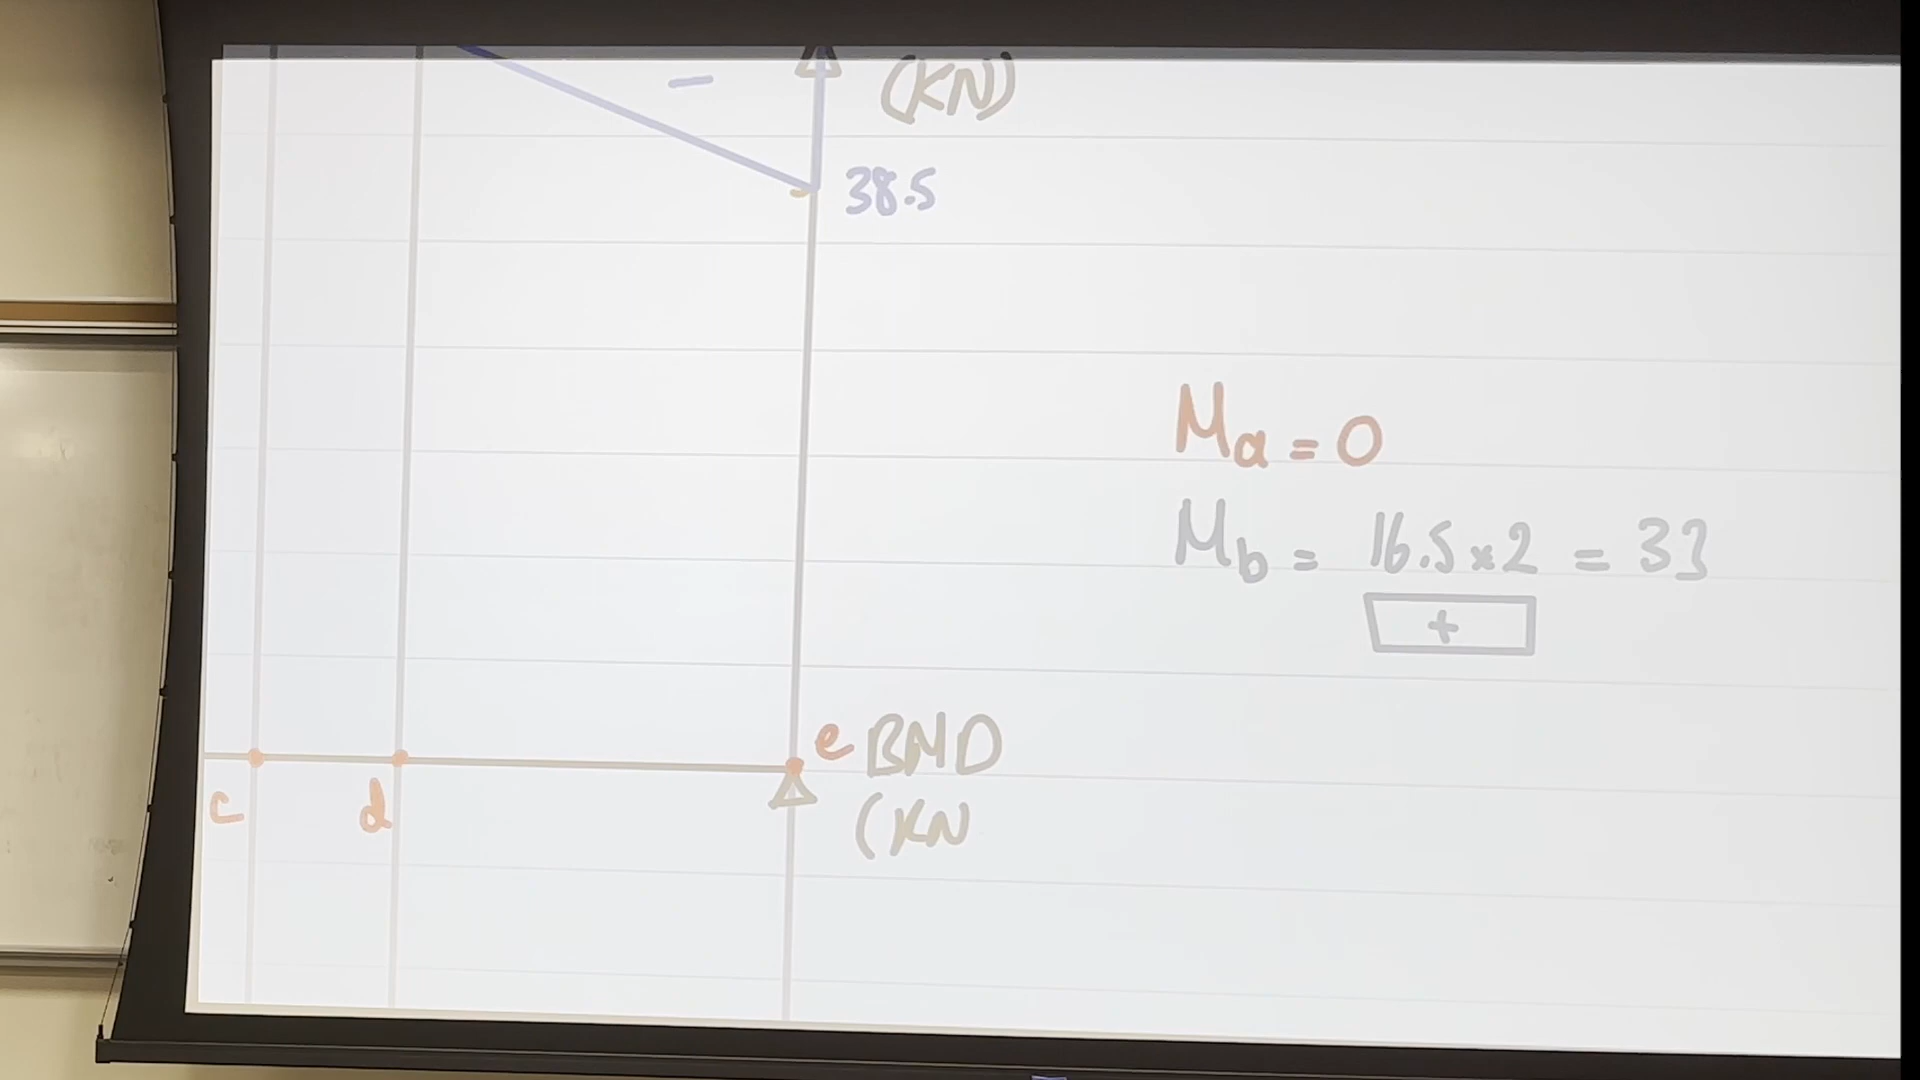 (KN)
38.5
Ma = 0
Mb = 16.5 × 2 = 33
+
e BMD
(KN
c d